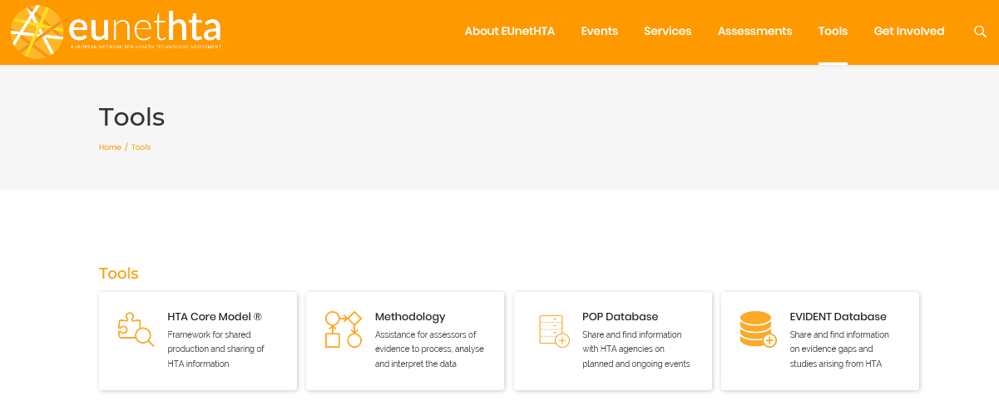 eunethta
EUROPEAN NETWORK FOR HEALTH TECHNOLOGY ASSESSMENT
About EUnetHTA Events Services Assessments Tools Get Involved
Tools
Home / Tools
Tools
HTA Core Model ®
Framework for shared
production and sharing of
HTA information
Methodology
Assistance for assessors of
evidence to process, analyse
and interpret the data
POP Database
Share and find information
with HTA agencies on
planned and ongoing events
EVIDENT Database
Share and find information
on evidence gaps and
studies arising from HTA